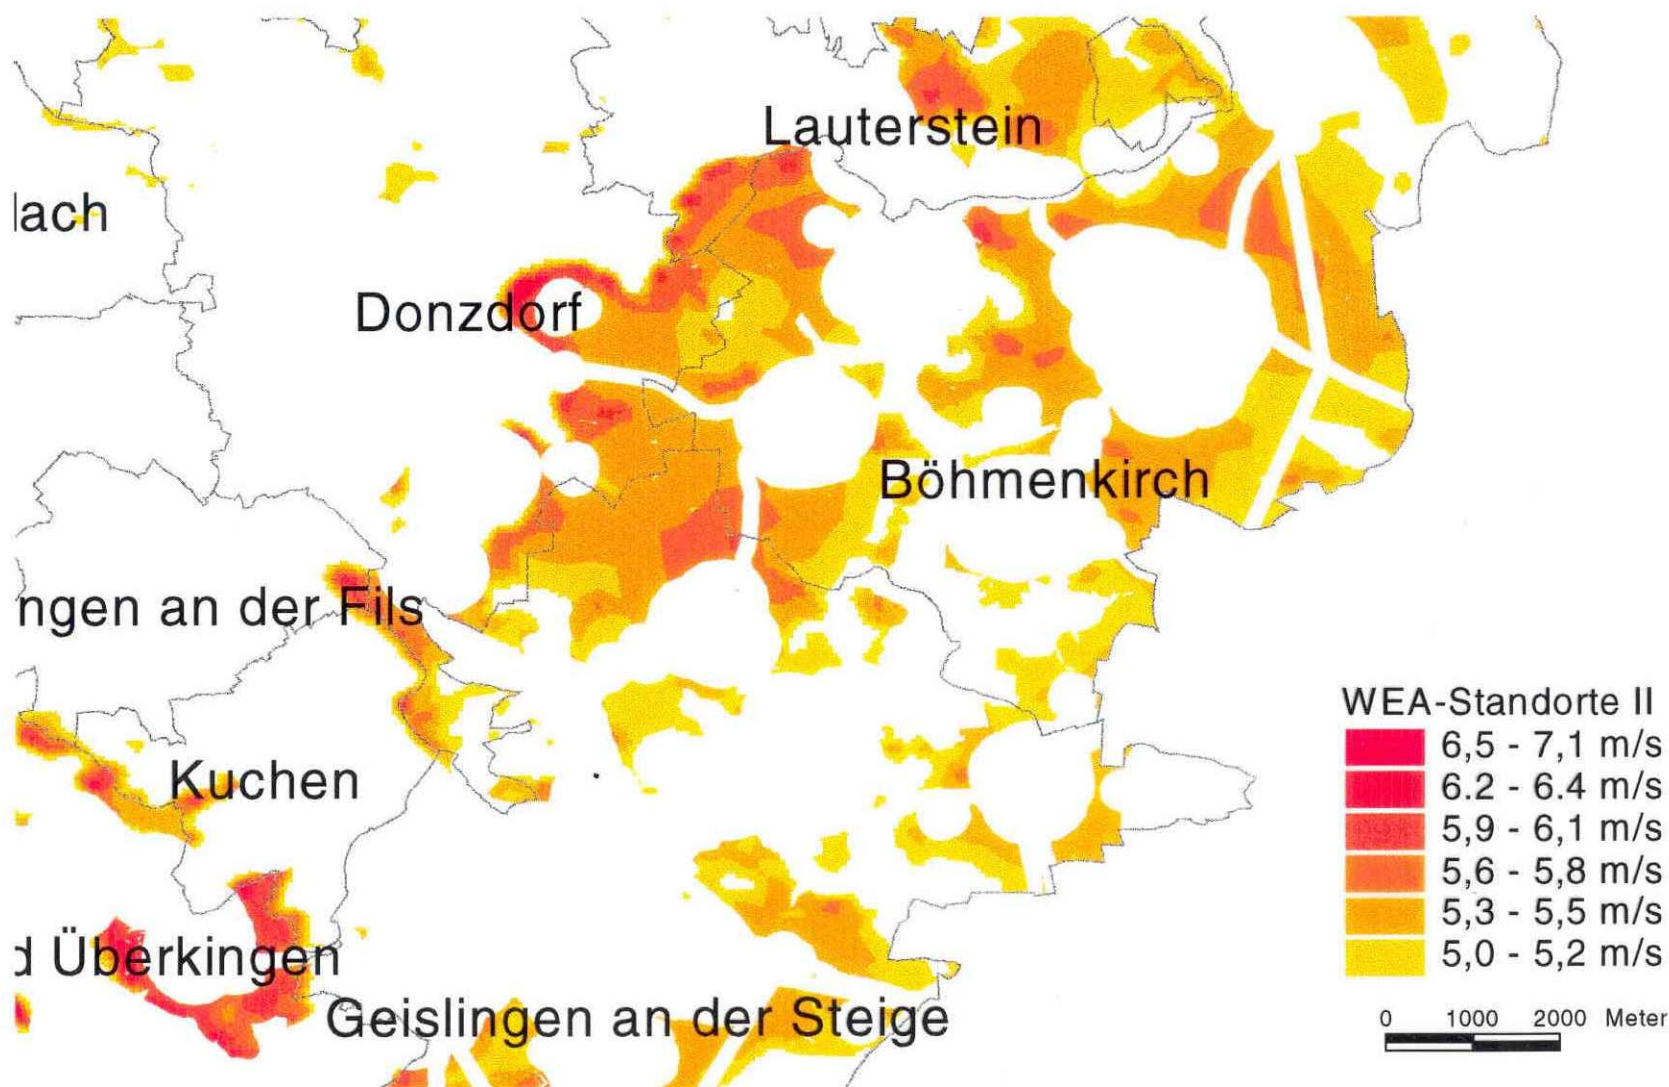 Lauterstein
lach
Donzdorf
Böhmenkirch
ngen an der Fils
Kuchen
d Überkingen
Geislingen an der Steige
WEA-Standorte II
6,5 - 7,1 m/s
6.2 - 6.4 m/s
5,9 - 6,1 m/s
5,6 - 5,8 m/s
5,3 - 5,5 m/s
5,0 - 5,2 m/s
0 1000 2000 Meter